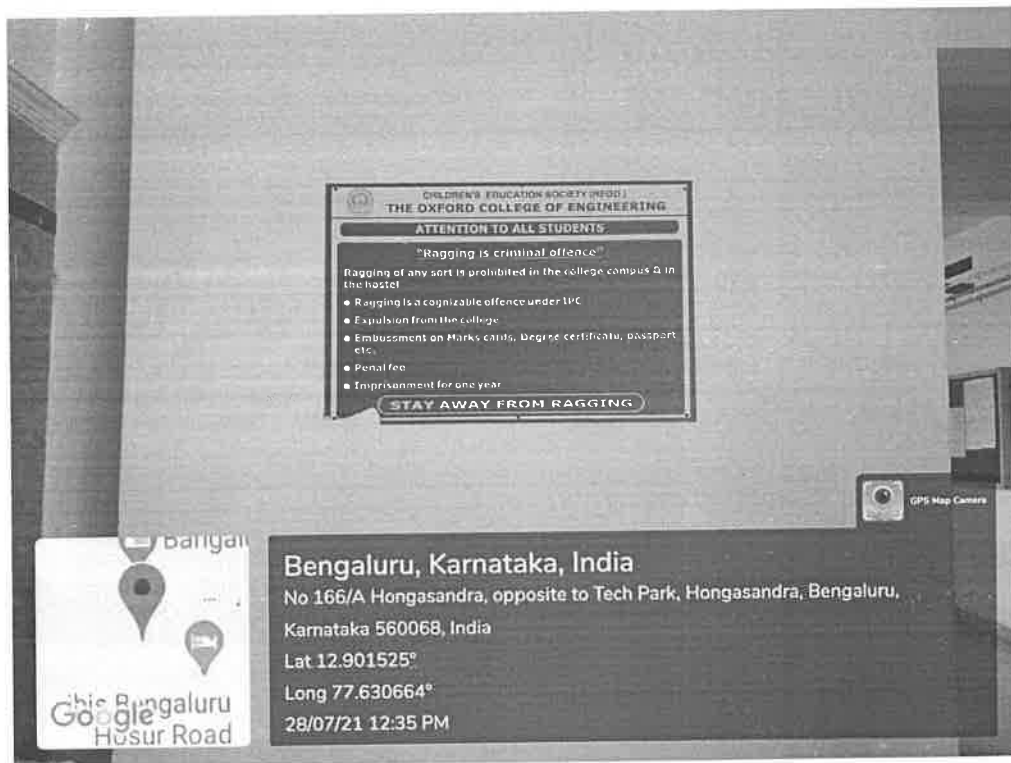 CHILDREN'S EDUCATION SOCIETY (REGD.)
THE OXFORD COLLEGE OF ENGINEERING
ATTENTION TO ALL STUDENTS
"Ragging is criminal offence"
Ragging of any sort is prohibited in the college campus & in
the hostel
• Ragging is a cognizable offence under IPC
• Expulsion from the college
• Embossment on Marks cards, Degree certificate, passport
etc.
• Penal fee
• Imprisonment for one year
STAY AWAY FROM RAGGING
GPS Map Camera
Bengaluru, Karnataka, India
No 166/A Hongasandra, opposite to Tech Park, Hongasandra, Bengaluru,
Karnataka 560068, India
Lat 12.901525°
Long 77.630664°
28/07/21 12:35 PM
Bangal
ibis Bengaluru
Google
Hosur Road